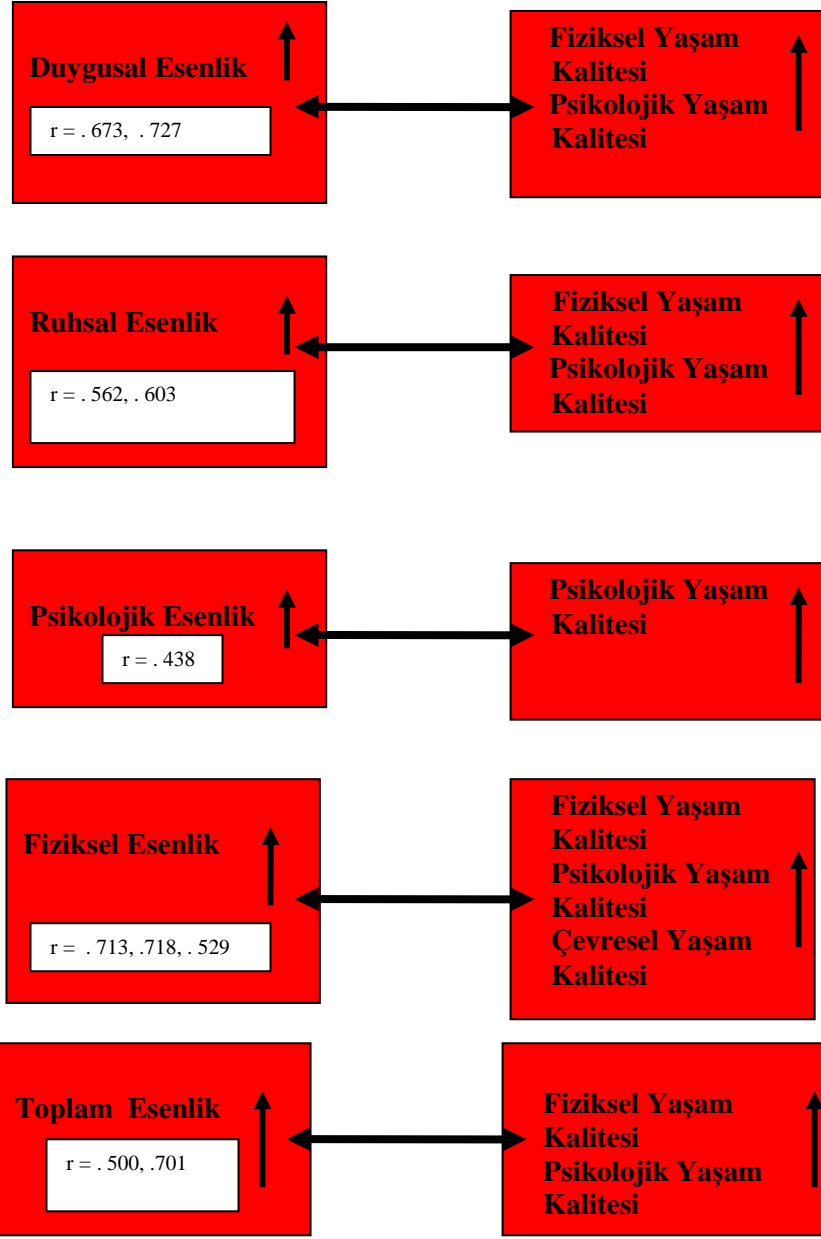 Duygusal Esenlik
r = . 673,  . 727
Fiziksel Yaşam
Kalitesi
Psikolojik Yaşam
Kalitesi
Ruhsal Esenlik
r = . 562, . 603
Fiziksel Yaşam
Kalitesi
Psikolojik Yaşam
Kalitesi
Psikolojik Esenlik
r = . 438
Psikolojik Yaşam
Kalitesi
Fiziksel Esenlik
r =  . 713, .718, . 529
Fiziksel Yaşam
Kalitesi
Psikolojik Yaşam
Kalitesi
Çevresel Yaşam
Kalitesi
Toplam  Esenlik
r = . 500, .701
Fiziksel Yaşam
Kalitesi
Psikolojik Yaşam
Kalitesi